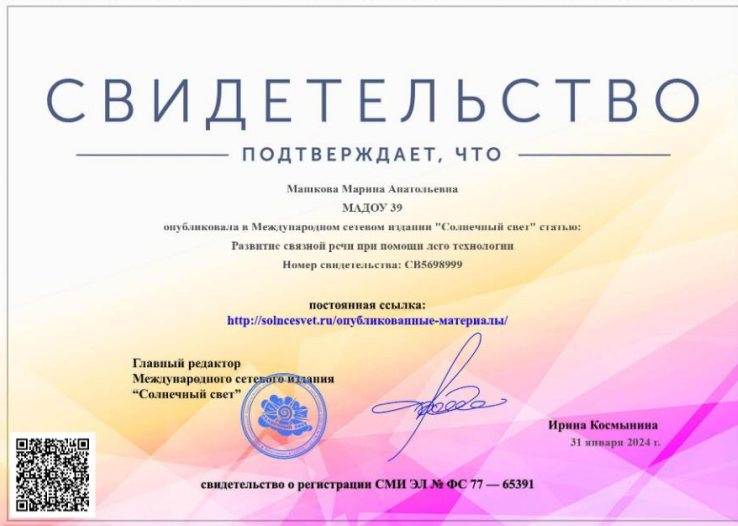 СВИДЕТЕЛЬСТВО
ПОДТВЕРЖДАЕТ, ЧТО
Машкова Марина Анатольевна
МАДОУ 39
опубликовала в Международном сетевом издании "Солнечный свет" статью:
Развитие связной речи при помощи лего технологии
Номер свидетельства: СВ5698999
постоянная ссылка:
http://solncesvet.ru/опубликованные-материалы/
Главный редактор
Международного сетевого издания
“Солнечный свет”
Ирина Космынина
31 января 2024 г.
свидетельство о регистрации СМИ ЭЛ № ФС 77 — 65391